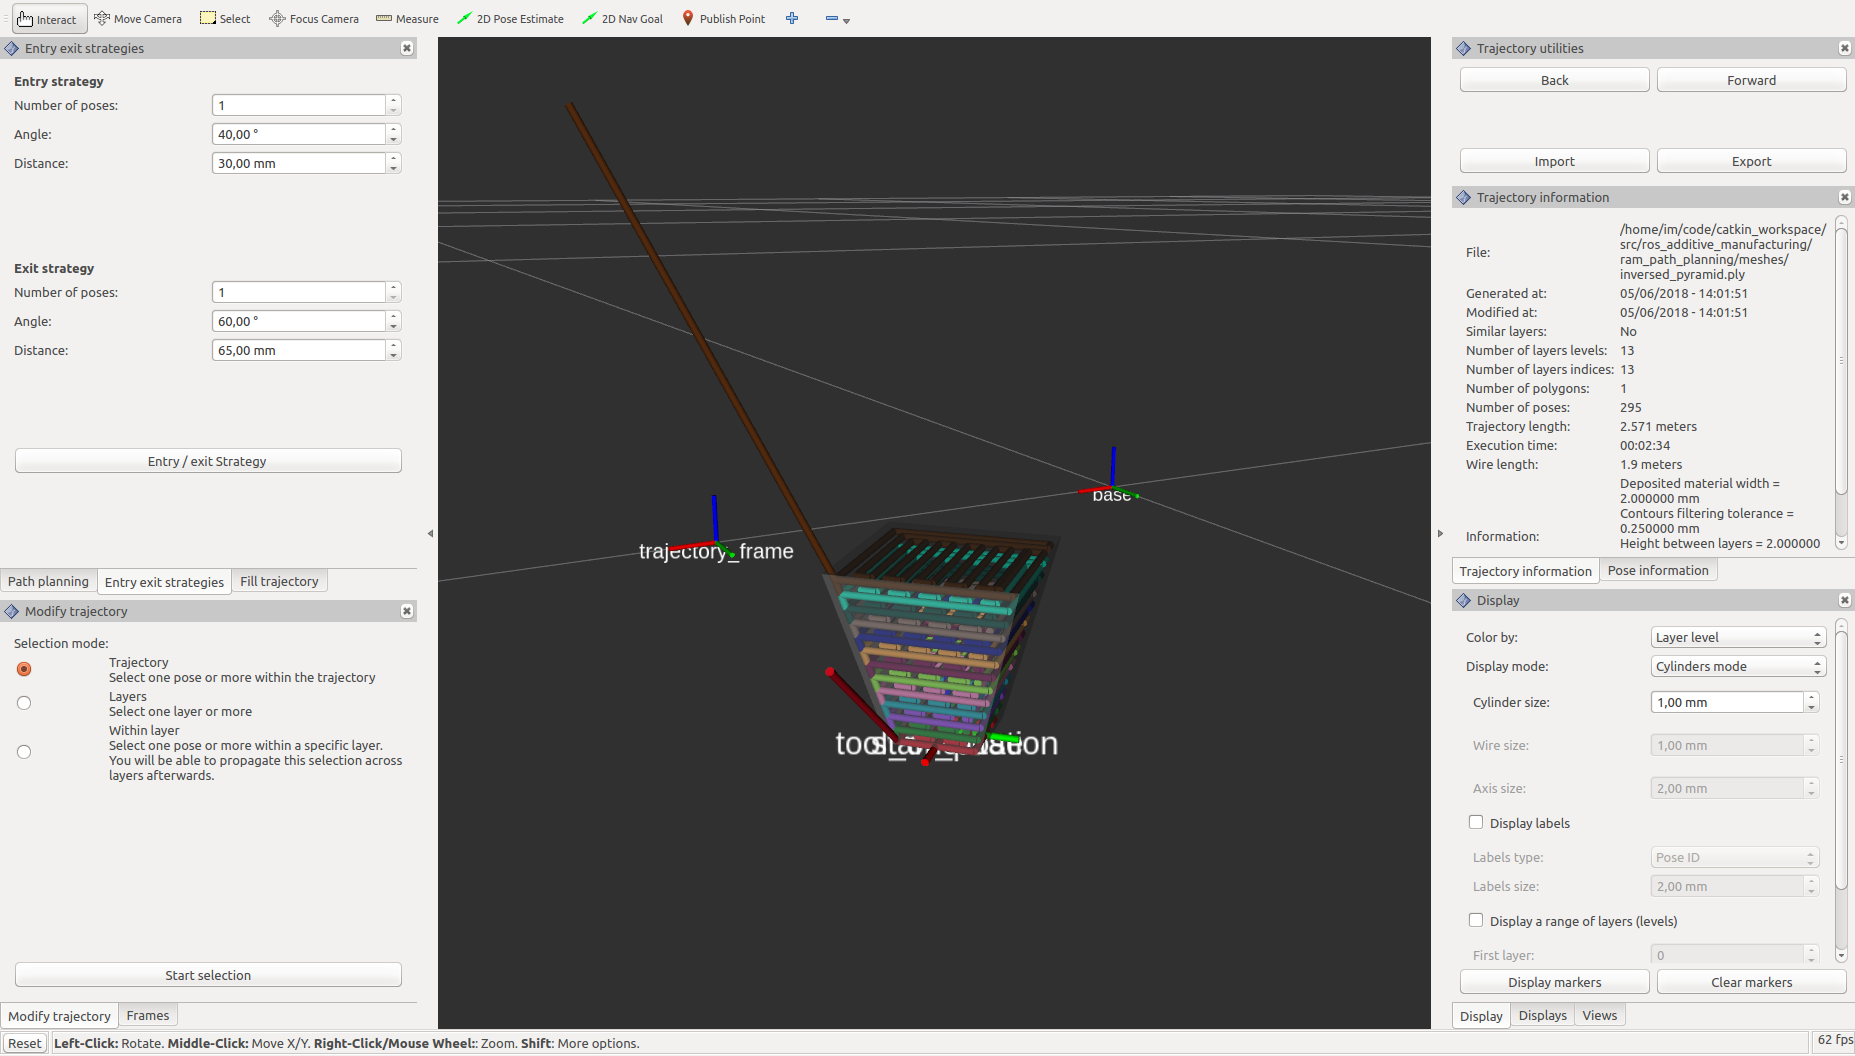 Interact Move Camera Select Focus Camera Measure 2D Pose Estimate 2D Nav Goal Publish Point
Entry exit strategies
Entry strategy
Number of poses: 1
Angle: 40,00 °
Distance: 30,00 mm
Exit strategy
Number of poses: 1
Angle: 60,00 °
Distance: 65,00 mm
Entry / exit Strategy
Path planning Entry exit strategies Fill trajectory
Modify trajectory
Selection mode:
Trajectory
Select one pose or more within the trajectory
Layers
Select one layer or more
Within layer
Select one pose or more within a specific layer.
You will be able to propagate this selection across
layers afterwards.
Start selection
Modify trajectory Frames
base
trajectory_frame
Trajectory utilities
Back Forward
Import Export
Trajectory information
File: /home/im/code/catkin_workspace/
src/ros_additive_manufacturing/
ram_path_planning/meshes/
inversed_pyramid.ply
Generated at: 05/06/2018 - 14:01:51
Modified at: 05/06/2018 - 14:01:51
Similar layers: No
Number of layers levels: 13
Number of layers indices: 13
Number of polygons: 1
Number of poses: 295
Trajectory length: 2.571 meters
Execution time: 00:02:34
Wire length: 1.9 meters
Information: Deposited material width =
2.000000 mm
Contours filtering tolerance =
0.250000 mm
Height between layers = 2.000000
Trajectory information Pose information
Display
Color by: Layer level
Display mode: Cylinders mode
Cylinder size: 1,00 mm
Wire size: 1,00 mm
Axis size: 2,00 mm
Display labels
Labels type: Pose ID
Labels size: 2,00 mm
Display a range of layers (levels)
First layer: 0
Display markers Clear markers
Display Displays Views
Reset Left-Click: Rotate. Middle-Click: Move X/Y. Right-Click/Mouse Wheel:: Zoom. Shift: More options. 62 fps